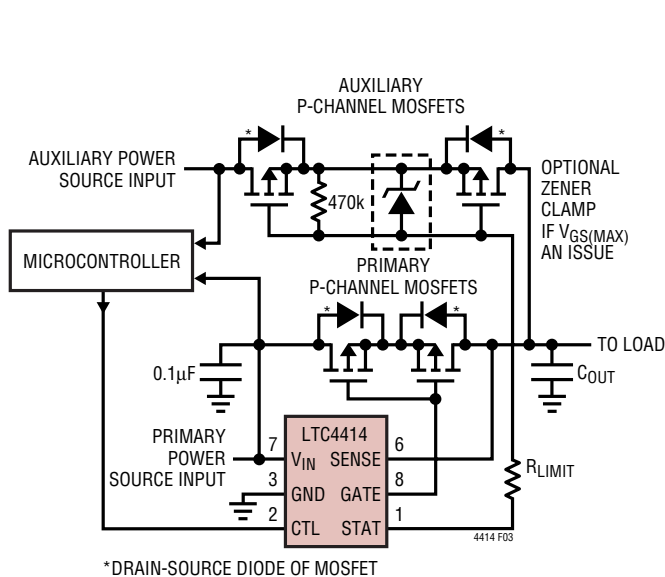 AUXILIARY
P-CHANNEL MOSFETS
*
*
AUXILIARY POWER
SOURCE INPUT
470k
OPTIONAL
ZENER
CLAMP
IF VGS(MAX)
AN ISSUE
MICROCONTROLLER
PRIMARY
P-CHANNEL MOSFETS
*
*
TO LOAD
0.1µF
COUT
PRIMARY
POWER
SOURCE INPUT
LTC4414
7
VIN
SENSE
6
3
GND
GATE
8
2
CTL
STAT
1
RLIMIT
4414 F03
*DRAIN-SOURCE DIODE OF MOSFET